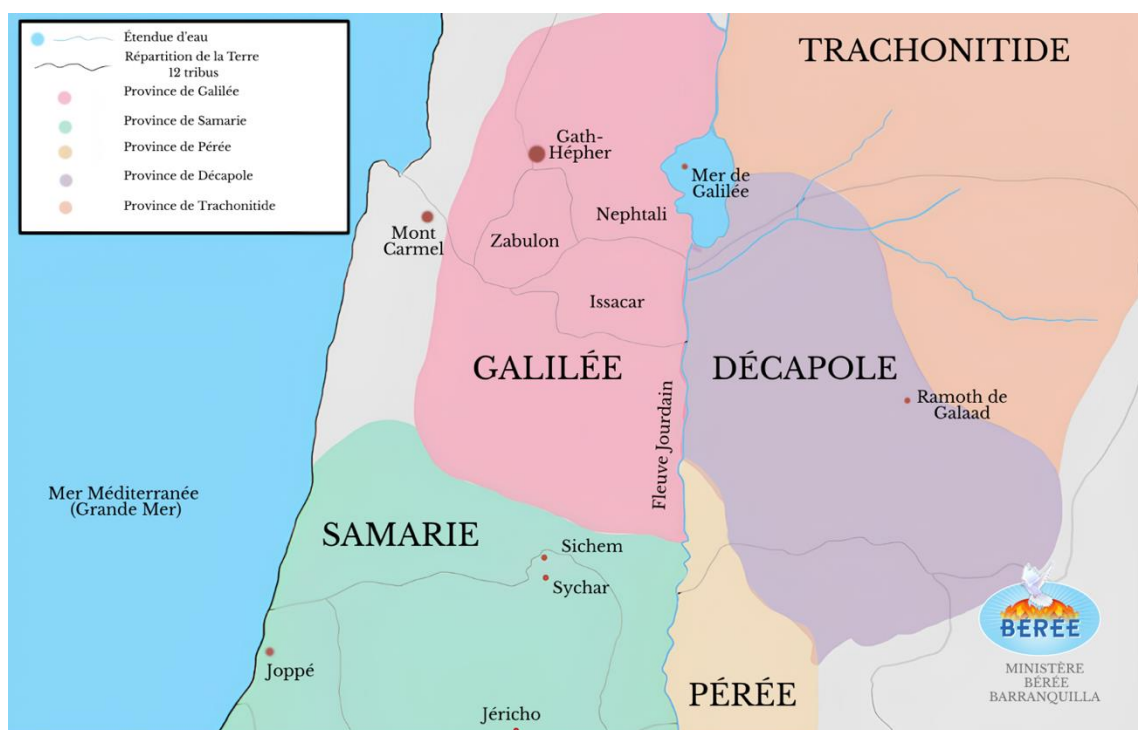 Étendue d'eau
Répartition de la Terre
12 tribus
Province de Galilée
Province de Samarie
Province de Pérée
Province de Décapole
Province de Trachonitide
TRACHONITIDE
Gath-
Hépher
Mer de
Galilée
Mont
Carmel
Zabulon
Nephtali
Issacar
GALILÉE
DÉCAPOLE
Ramoth de
Galaad
Fleuve Jourdain
Mer Méditerranée
(Grande Mer)
SAMARIE
Sichem
Sychar
Joppé
Jéricho
PÉRÉE
BÉRÉE
MINISTÈRE
BÉRÉE
BARRANQUILLA